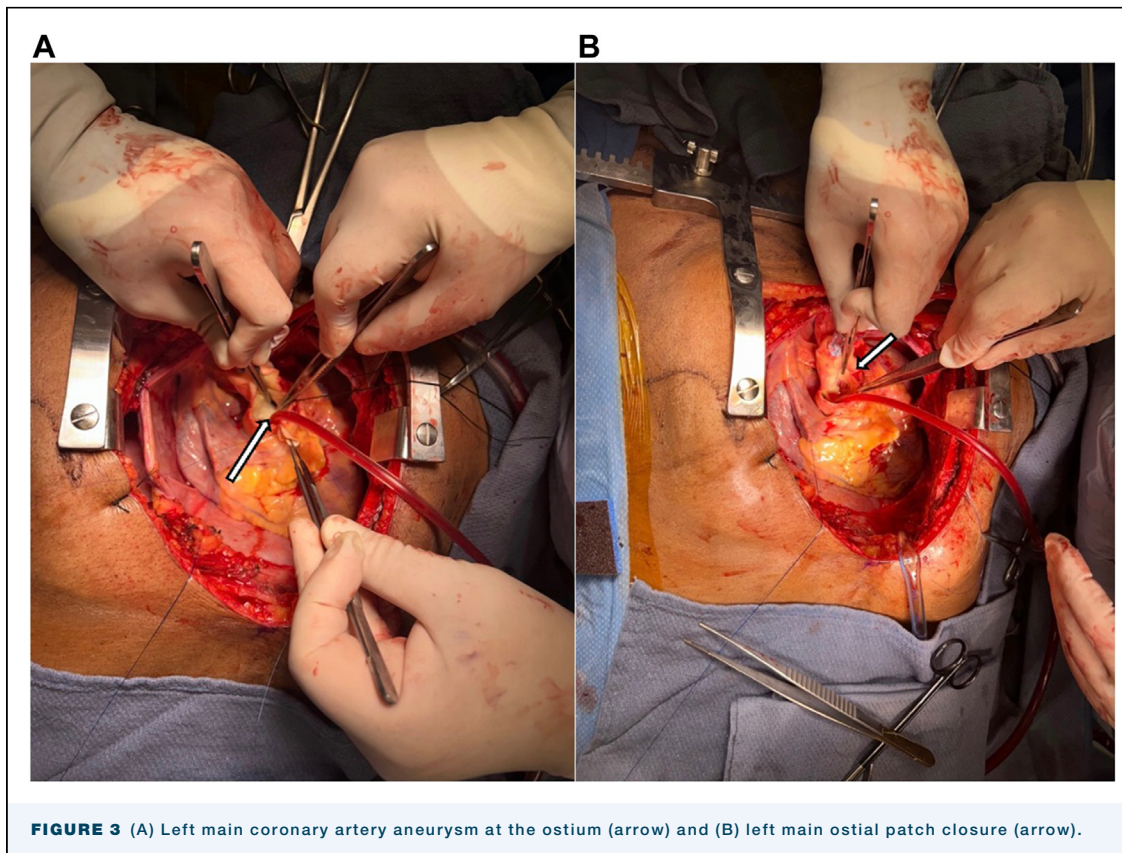 A
B
FIGURE 3 (A) Left main coronary artery aneurysm at the ostium (arrow) and (B) left main ostial patch closure (arrow).